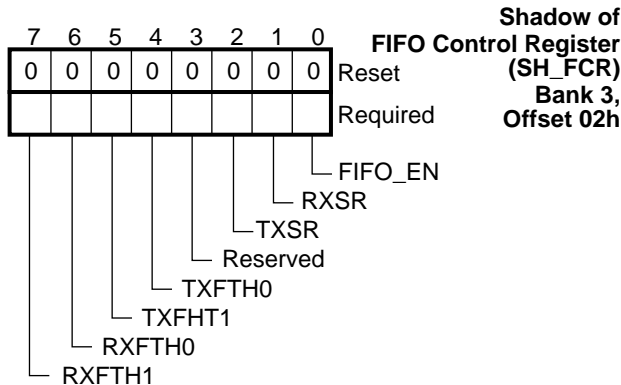 Shadow of
FIFO Control Register
(SH_FCR)
Bank 3,
Offset 02h
7 6 5 4 3 2 1 0
0 0 0 0 0 0 0 0 Reset
Required
FIFO_EN
RXSR
TXSR
Reserved
TXFTH0
TXFHT1
RXFTH0
RXFTH1